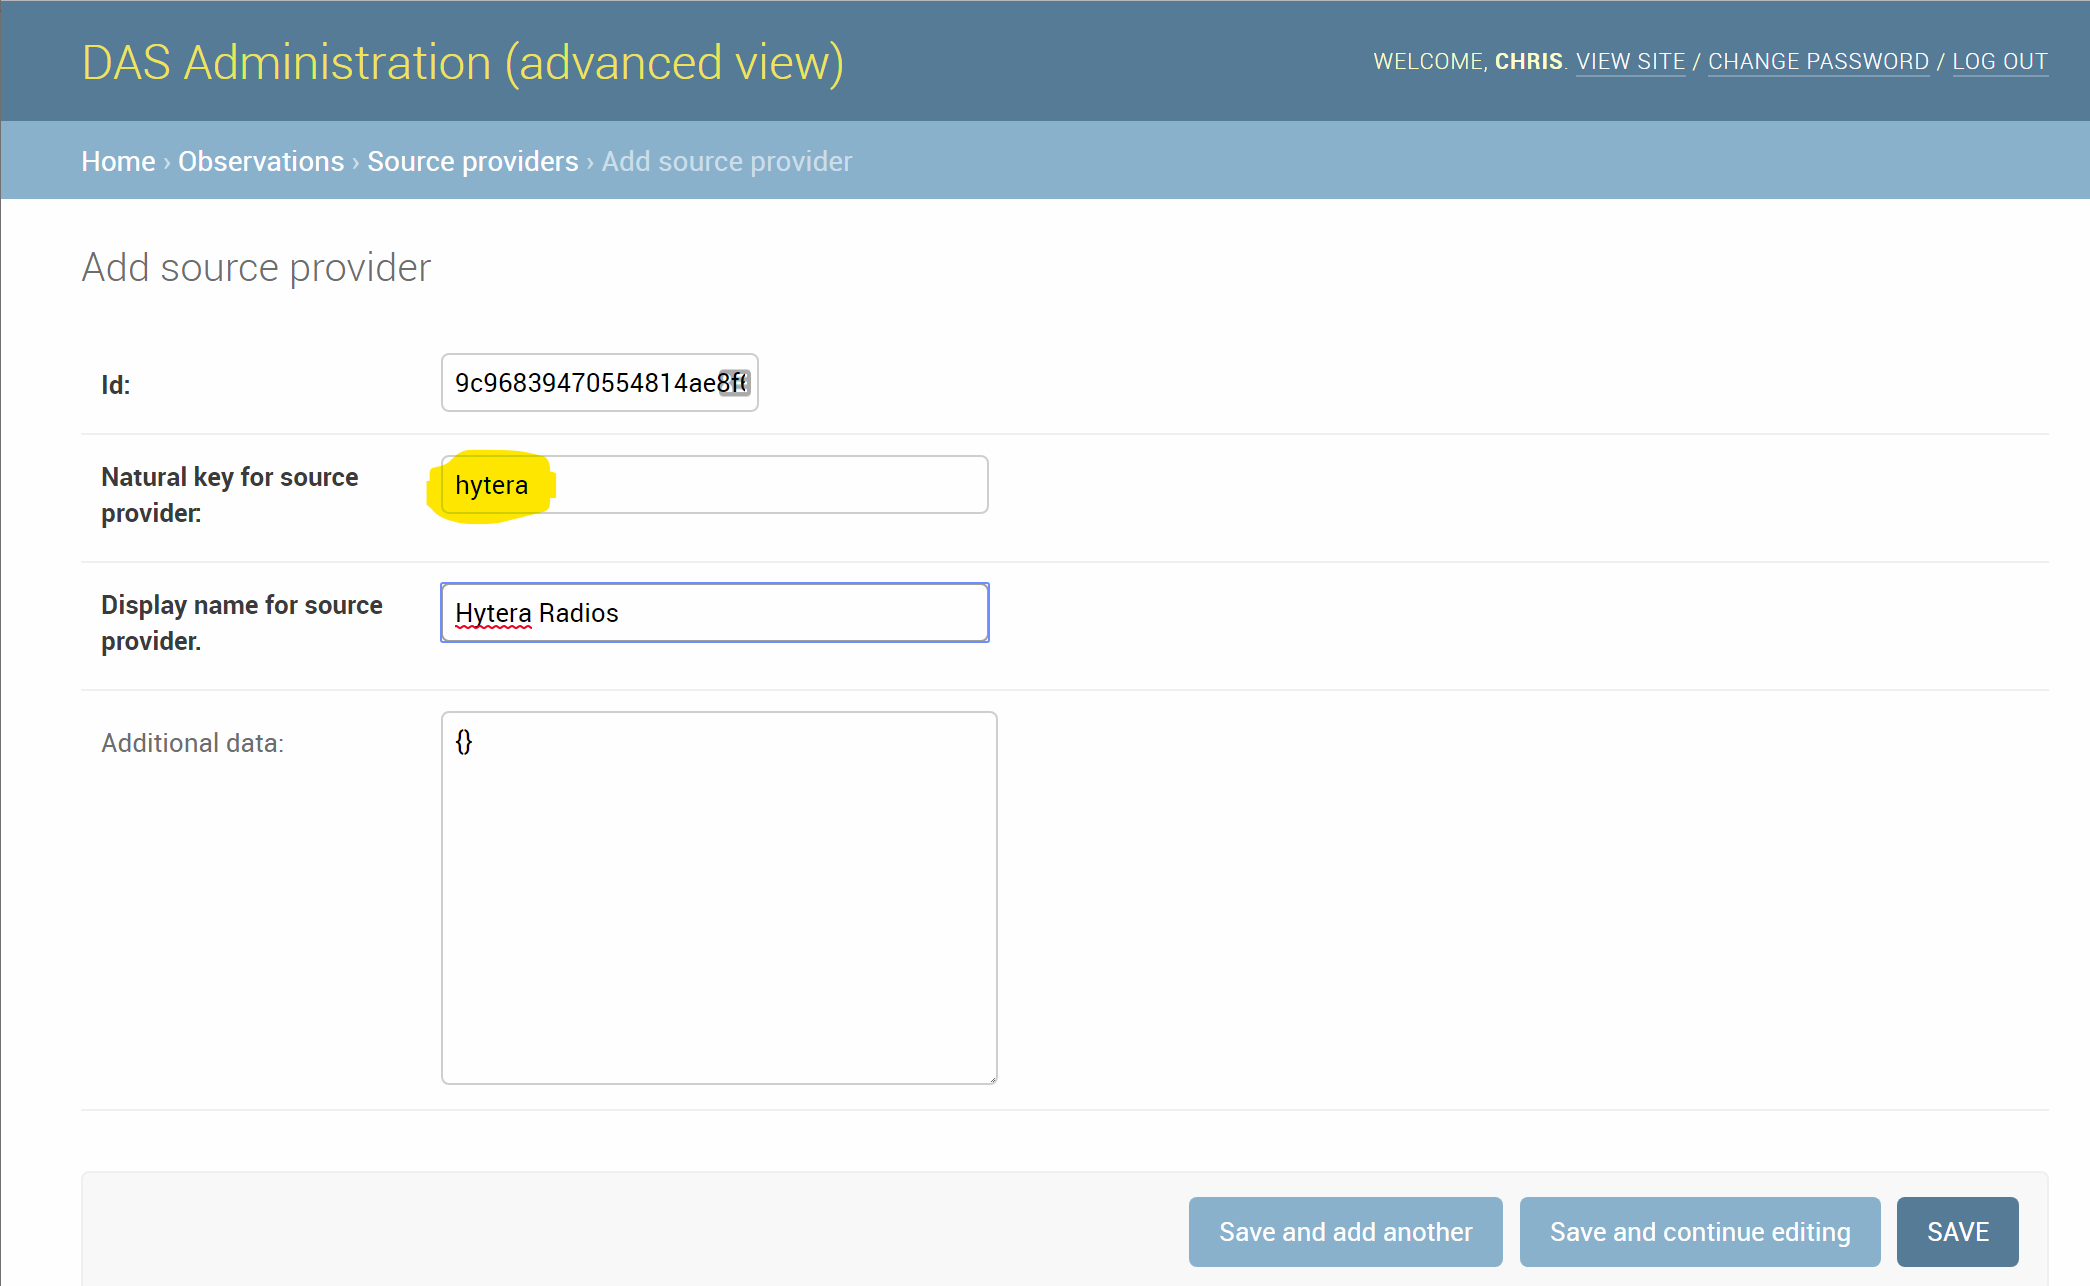 DAS Administration (advanced view)
WELCOME, CHRIS. VIEW SITE / CHANGE PASSWORD / LOG OUT
Home › Observations › Source providers › Add source provider
Add source provider
Id:
9c96839470554814ae8f
Natural key for source
provider:
hytera
Display name for source
provider.
Hytera Radios
Additional data:
{}
Save and add another
Save and continue editing
SAVE